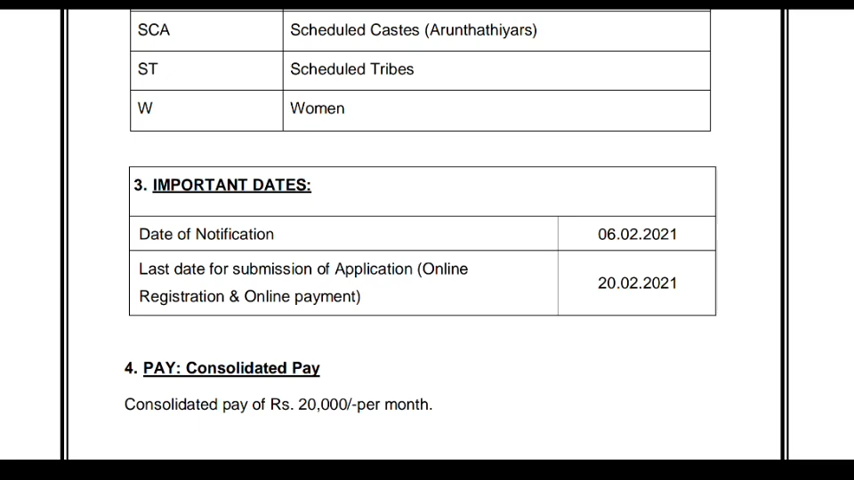 SCA Scheduled Castes (Arunthathiyars)
ST Scheduled Tribes
W Women
3. IMPORTANT DATES:
Date of Notification 06.02.2021
Last date for submission of Application (Online
Registration & Online payment) 20.02.2021
4. PAY: Consolidated Pay
Consolidated pay of Rs. 20,000/-per month.